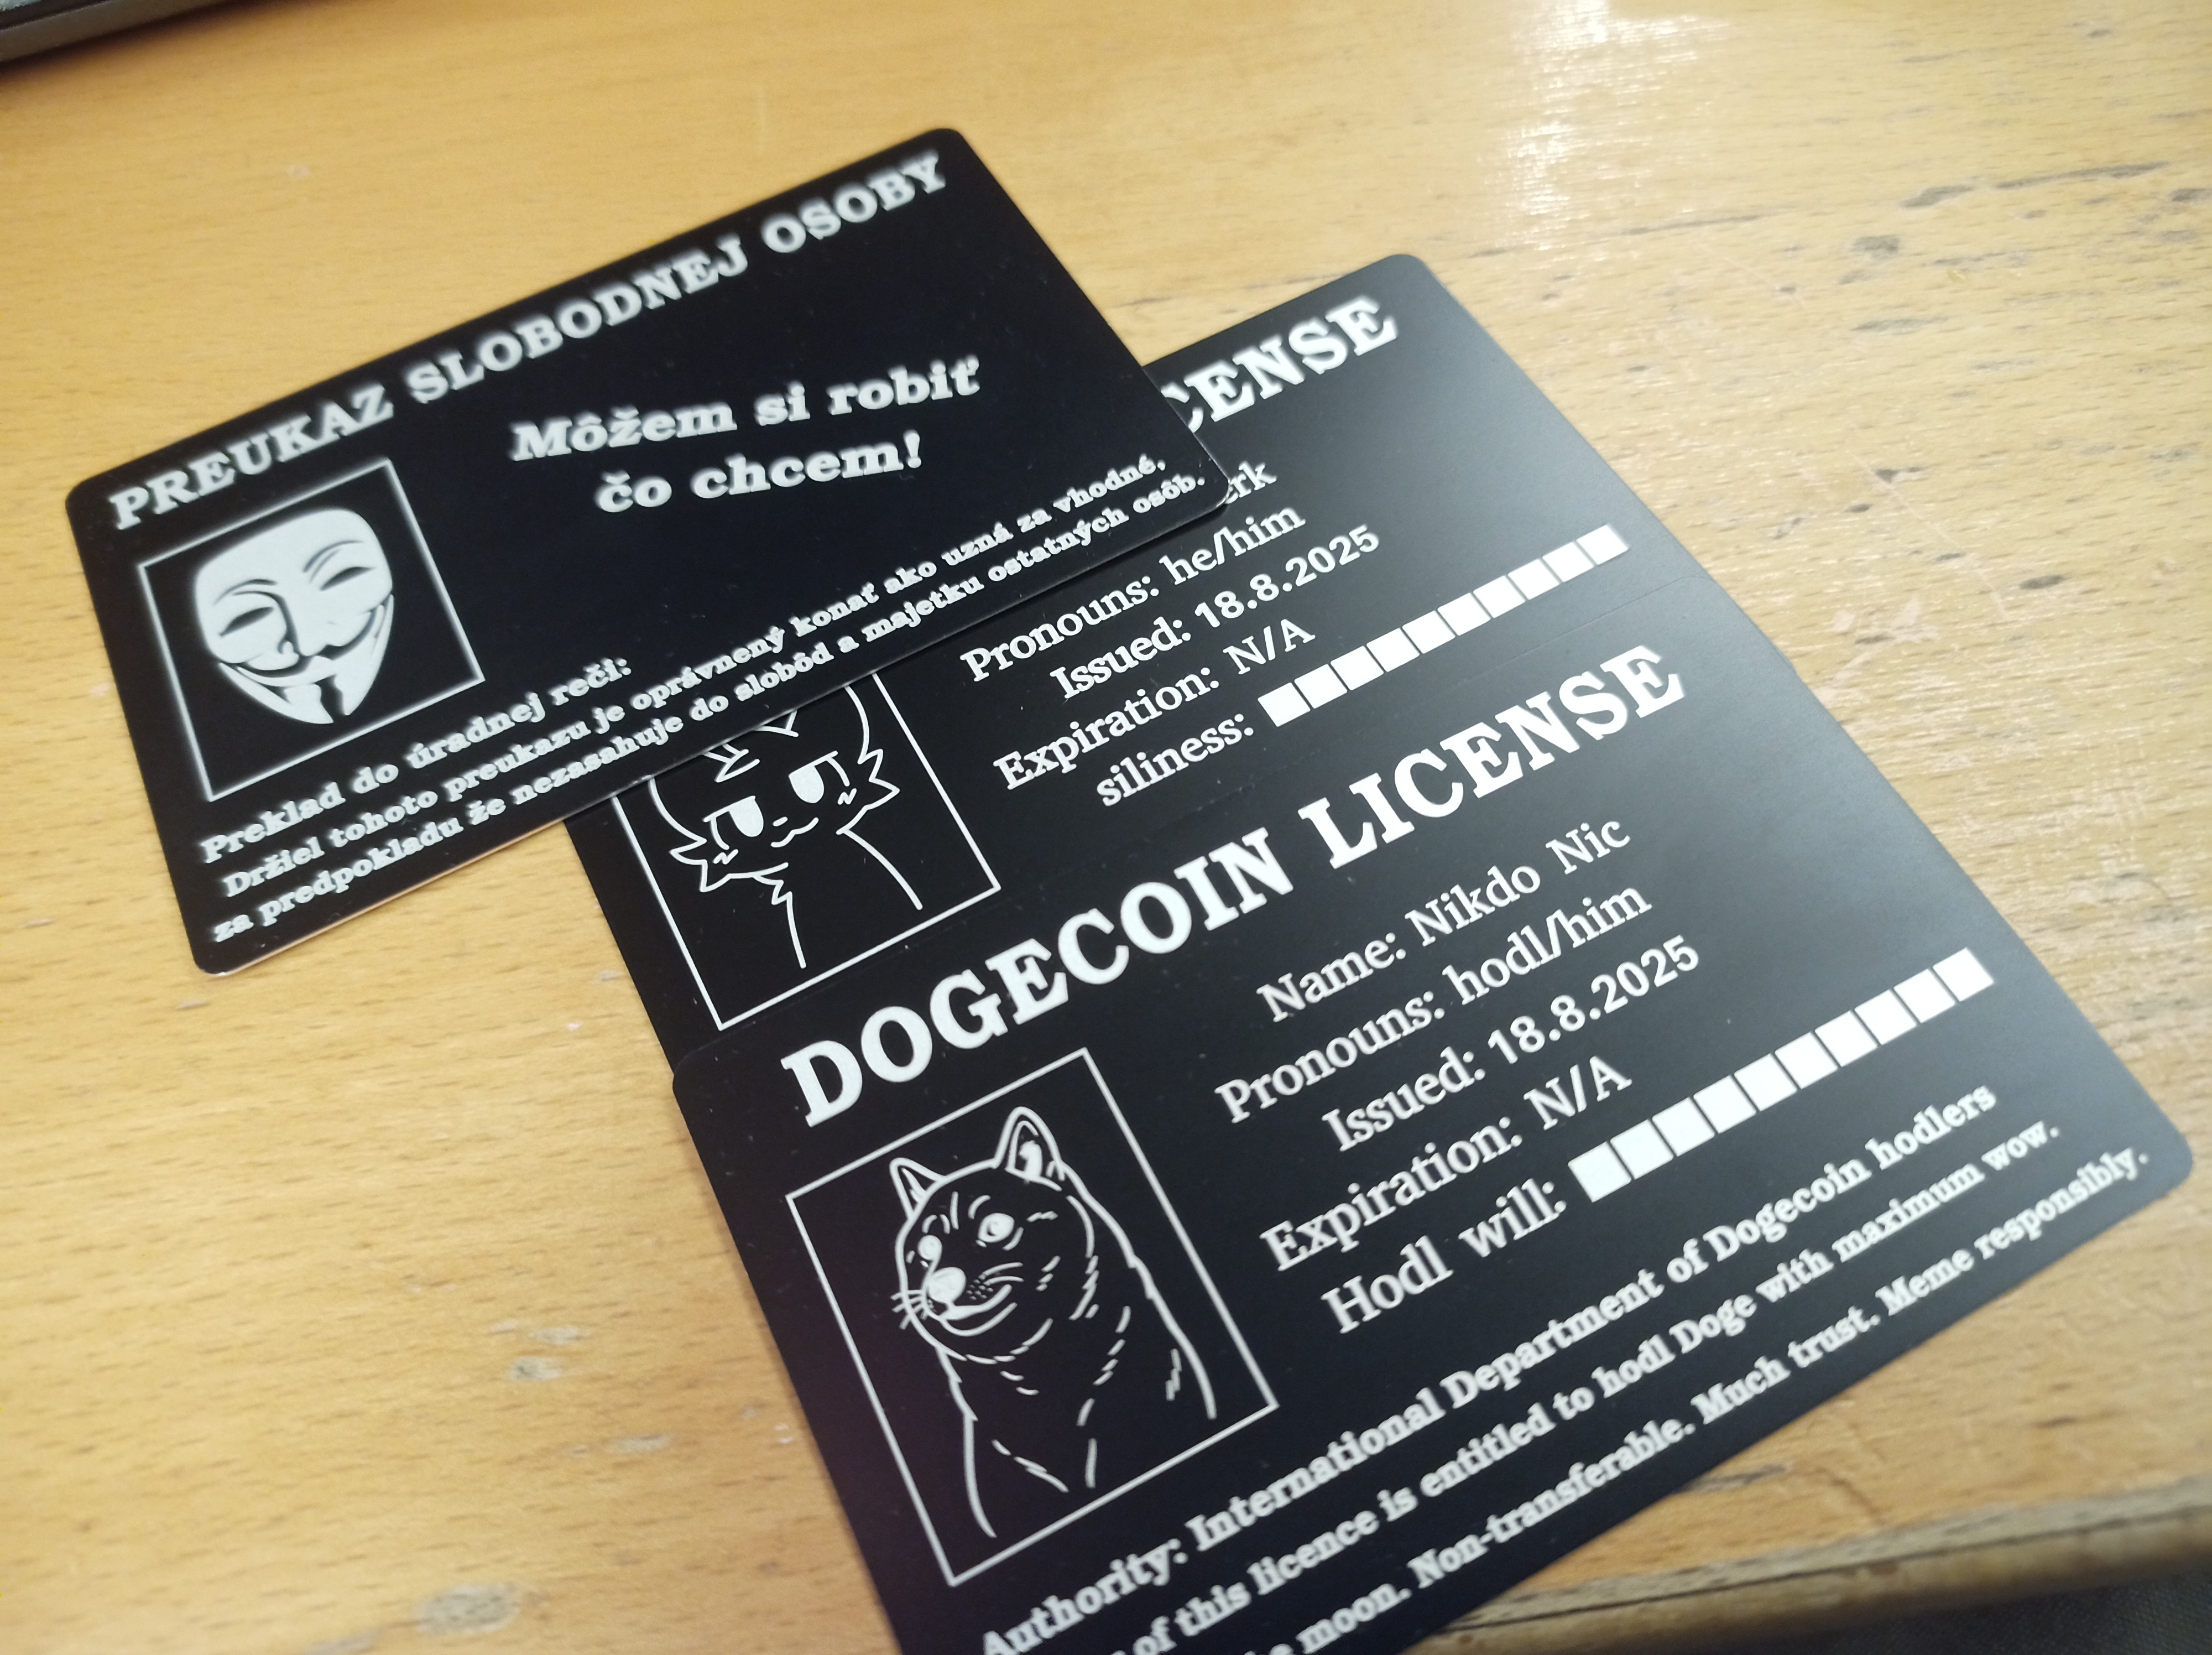 PREUKAZ SLOBODNEJ OSOBY
Môžem si robiť
čo chcem!
Preklad do úradnej reči:
Držiel tohoto preukazu je oprávnený konať ako uzná za vhodné,
za predpokladu že nezasahuje do slobôd a majetku ostatných osôb.
CENSE
erk
Pronouns: he/him
Issued: 18.8.2025
Expiration: N/A
siliness:
DOGECOIN LICENSE
Name: Nikdo Nic
Pronouns: hodl/him
Issued: 18.8.2025
Expiration: N/A
Hodl will:
Authority: International Department of Dogecoin hodlers
of this licence is entitled to hodl Doge with maximum wow.
moon. Non-transferable. Much trust. Meme responsibly.